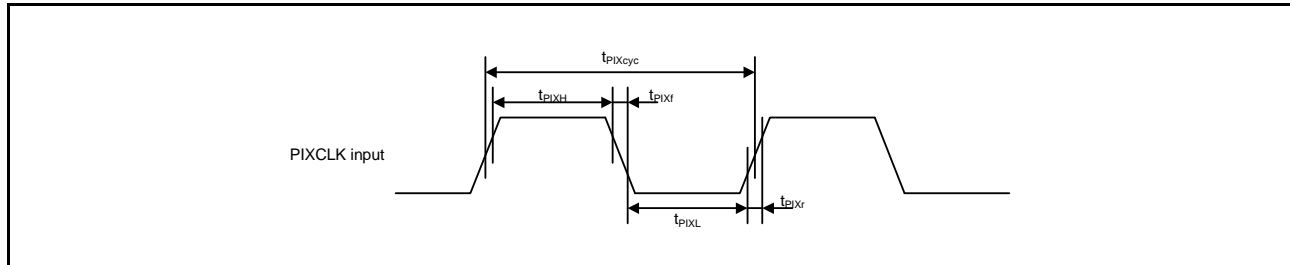 tPIXcyc
tPIXH
tPIXf
PIXCLK input
tPIXL
tPIXr